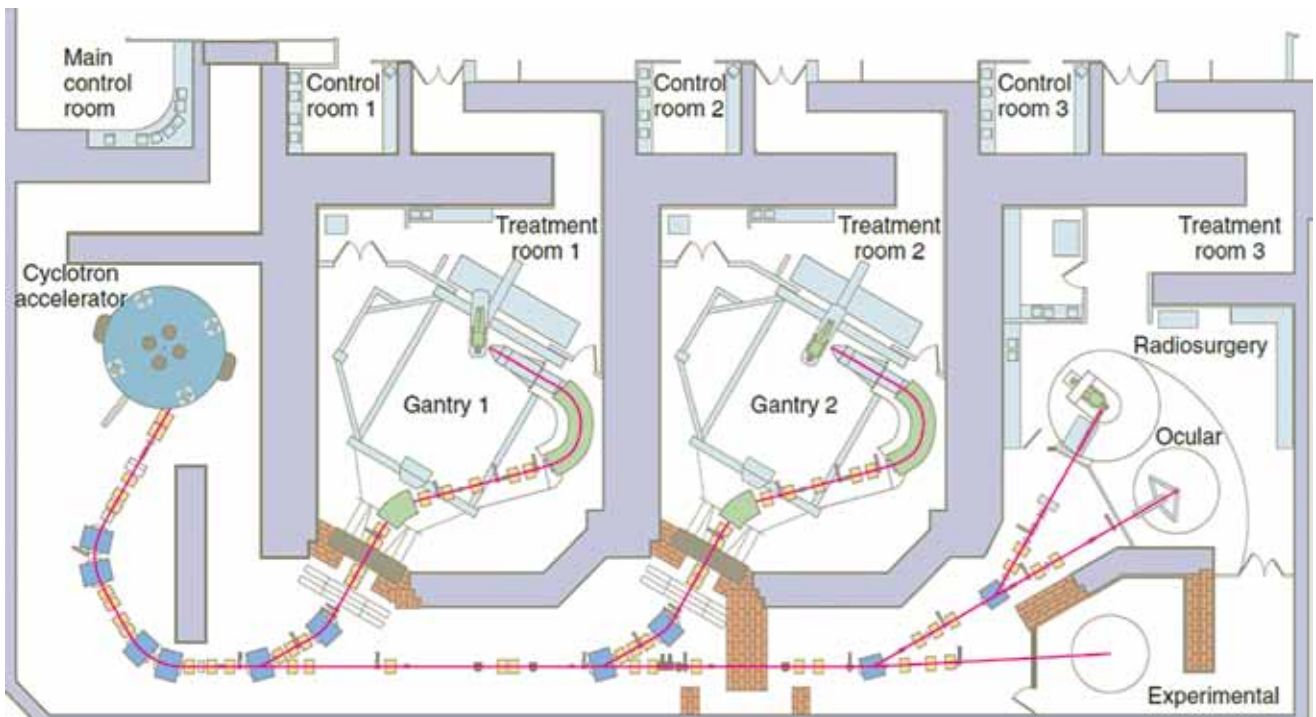 Main
control
room
Control
room 1
Control
room 2
Control
room 3
Treatment
room 1
Treatment
room 2
Treatment
room 3
Cyclotron
accelerator
Gantry 1
Gantry 2
Radiosurgery
Ocular
Experimental